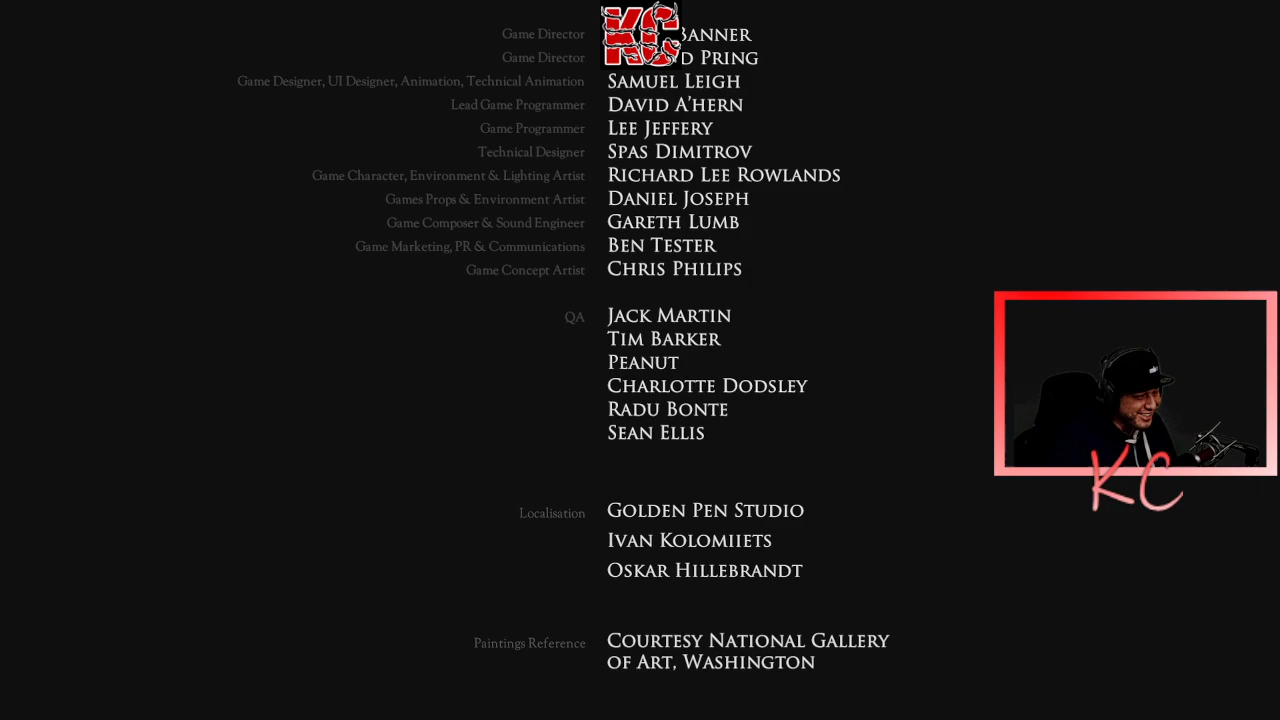 Game Director BANNER
Game Director PRING
Game Designer, UI Designer, Animation, Technical Animation SAMUEL LEIGH
Lead Game Programmer DAVID A'HERN
Game Programmer LEE JEFFERY
Technical Designer SPAS DIMITROV
Game Character, Environment & Lighting Artist RICHARD LEE ROWLANDS
Games Props & Environment Artist DANIEL JOSEPH
Game Composer & Sound Engineer GARETH LUMB
Game Marketing, PR & Communications BEN TESTER
Game Concept Artist CHRIS PHILIPS
QA JACK MARTIN
TIM BARKER
PEANUT
CHARLOTTE DODSLEY
RADU BONTE
SEAN ELLIS
Localisation GOLDEN PEN STUDIO
IVAN KOLOMIIETS
OSKAR HILLEBRANDT
Paintings Reference COURTESY NATIONAL GALLERY
OF ART, WASHINGTON
KC
KC